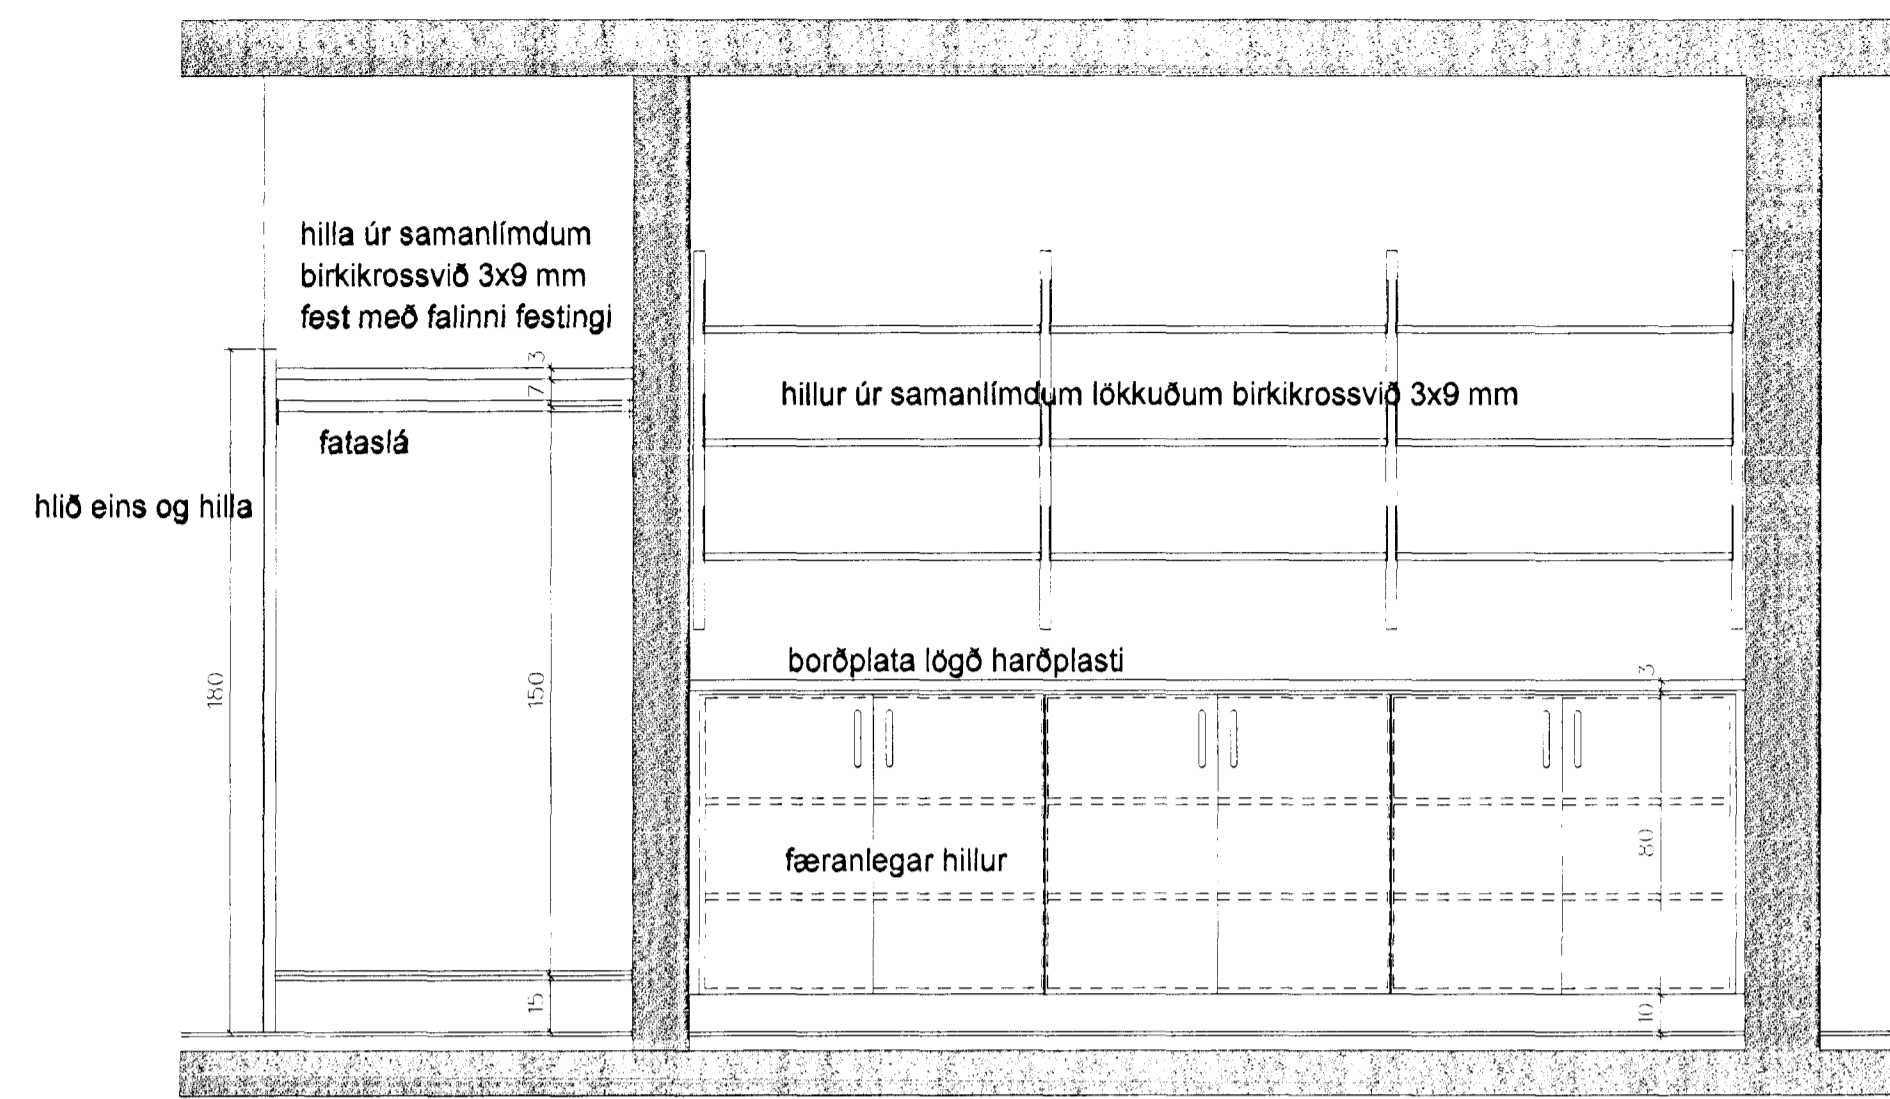 hilla úr samanlímdum
birkikrossvið 3x9 mm
fest með falinni festingi
3
7
hillur úr samanlímdum lökkuðum birkikrossvið 3x9 mm
fataslá
hlið eins og hilla
180
150
borðplata lögð harðplasti
3
80
færanlegar hillur
15
10